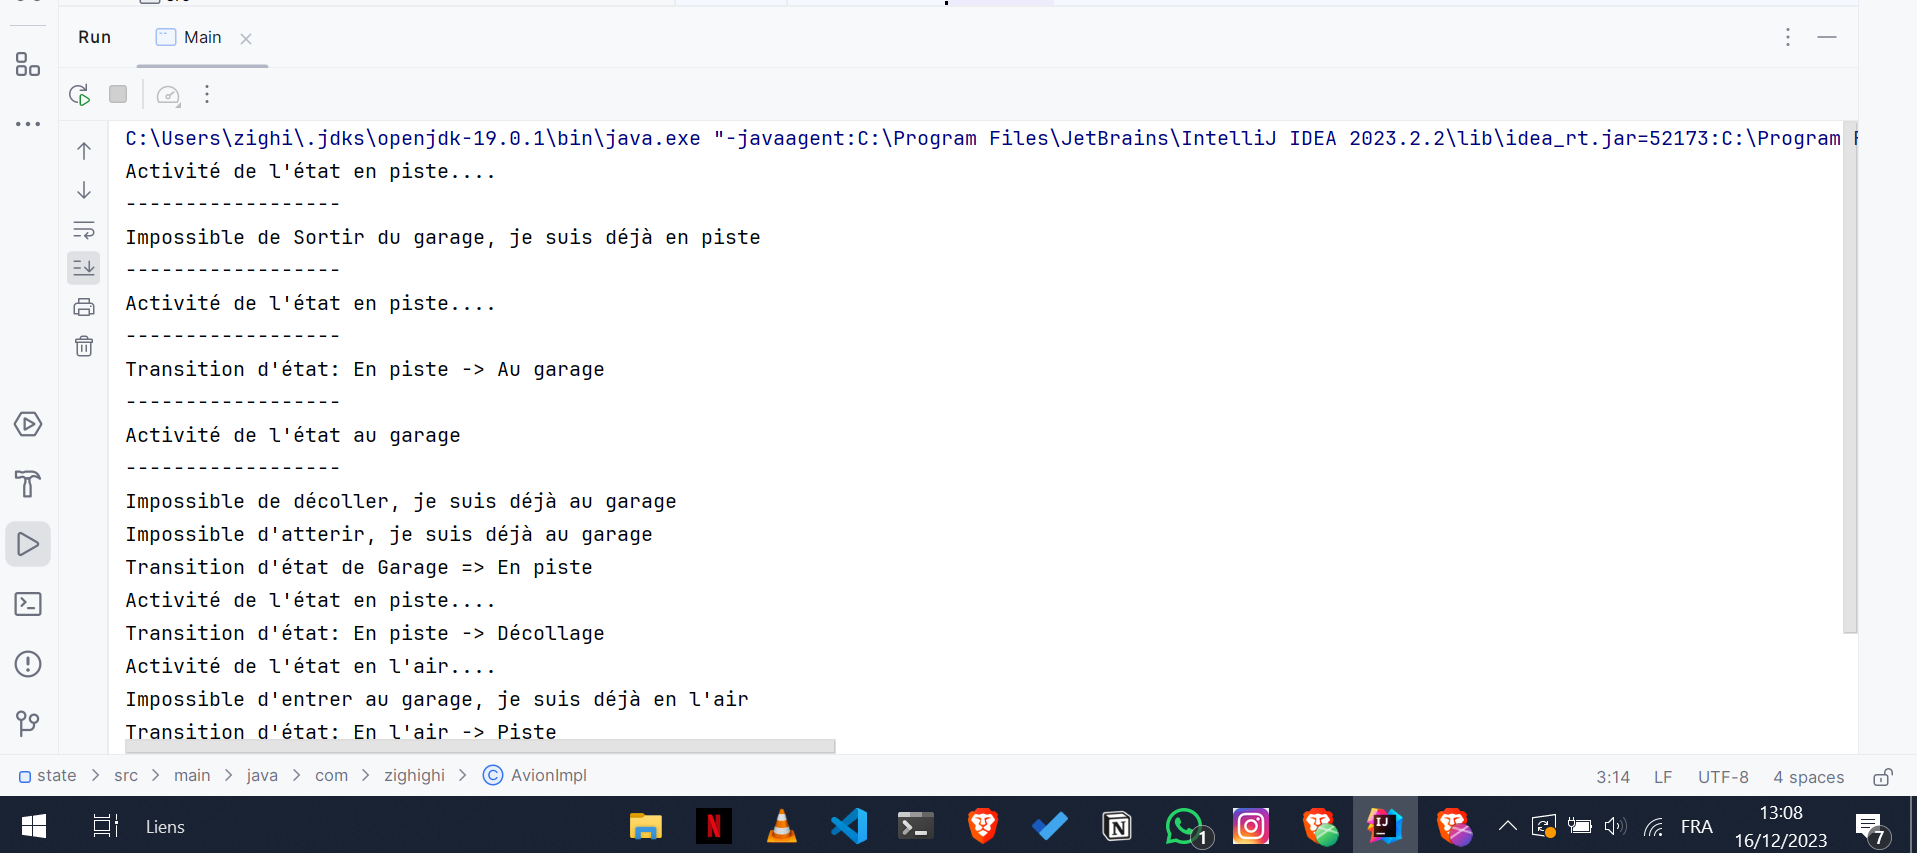 src
Run Main
C:\Users\zighi\.jdks\openjdk-19.0.1\bin\java.exe "-javaagent:C:\Program Files\JetBrains\IntelliJ IDEA 2023.2.2\lib\idea_rt.jar=52173:C:\Program F
Activité de l'état en piste....
------------------
Impossible de Sortir du garage, je suis déjà en piste
------------------
Activité de l'état en piste....
------------------
Transition d'état: En piste -> Au garage
------------------
Activité de l'état au garage
------------------
Impossible de décoller, je suis déjà au garage
Impossible d'atterir, je suis déjà au garage
Transition d'état de Garage => En piste
Activité de l'état en piste....
Transition d'état: En piste -> Décollage
Activité de l'état en l'air....
Impossible d'entrer au garage, je suis déjà en l'air
Transition d'état: En l'air -> Piste
state > src > main > java > com > zighighi > AvionImpl
3:14 LF UTF-8 4 spaces
Liens
1
FRA
13:08
16/12/2023
7